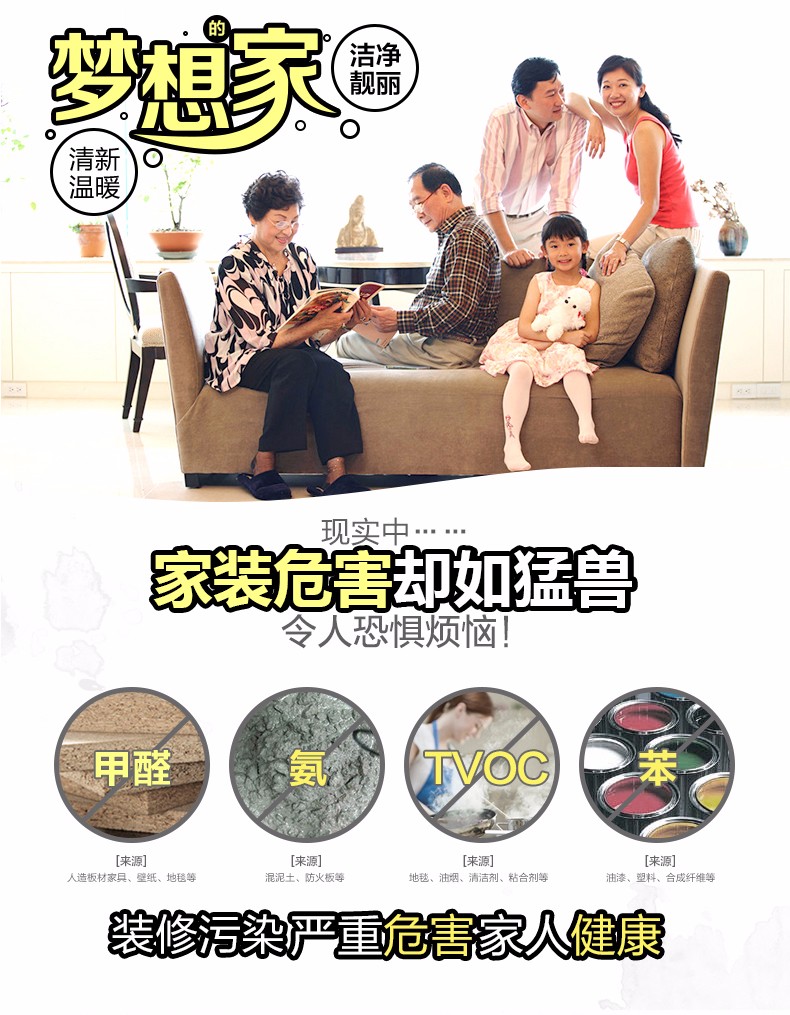 梦想的家
洁净
靓丽
清新
温暖
现实中……
家装危害却如猛兽
令人恐惧烦恼！
甲醛
氨
TVOC
苯
[来源]
人造板材家具、壁纸、地毯等
[来源]
混泥土、防火板等
[来源]
地毯、油烟、清洁剂、粘合剂等
[来源]
油漆、塑料、合成纤维等
装修污染 严重危害家人健康